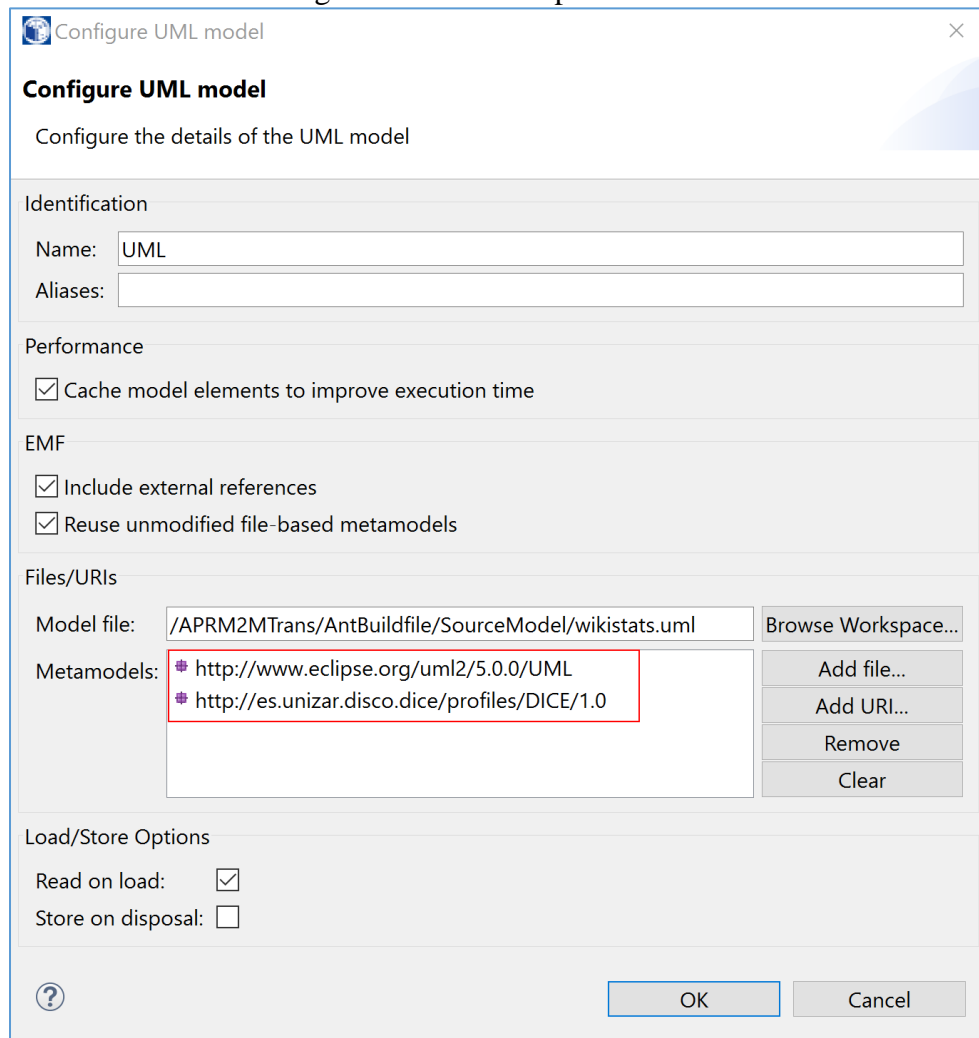 Configure UML model
Configure UML model
Configure the details of the UML model
Identification
Name: UML
Aliases:
Performance
Cache model elements to improve execution time
EMF
Include external references
Reuse unmodified file-based metamodels
Files/URIs
Model file: /APRM2MTrans/AntBuildfile/SourceModel/wikistats.uml Browse Workspace...
Metamodels: http://www.eclipse.org/uml2/5.0.0/UML Add file...
http://es.unizar.disco.dice/profiles/DICE/1.0 Add URI...
Remove
Clear
Load/Store Options
Read on load:
Store on disposal:
? OK Cancel